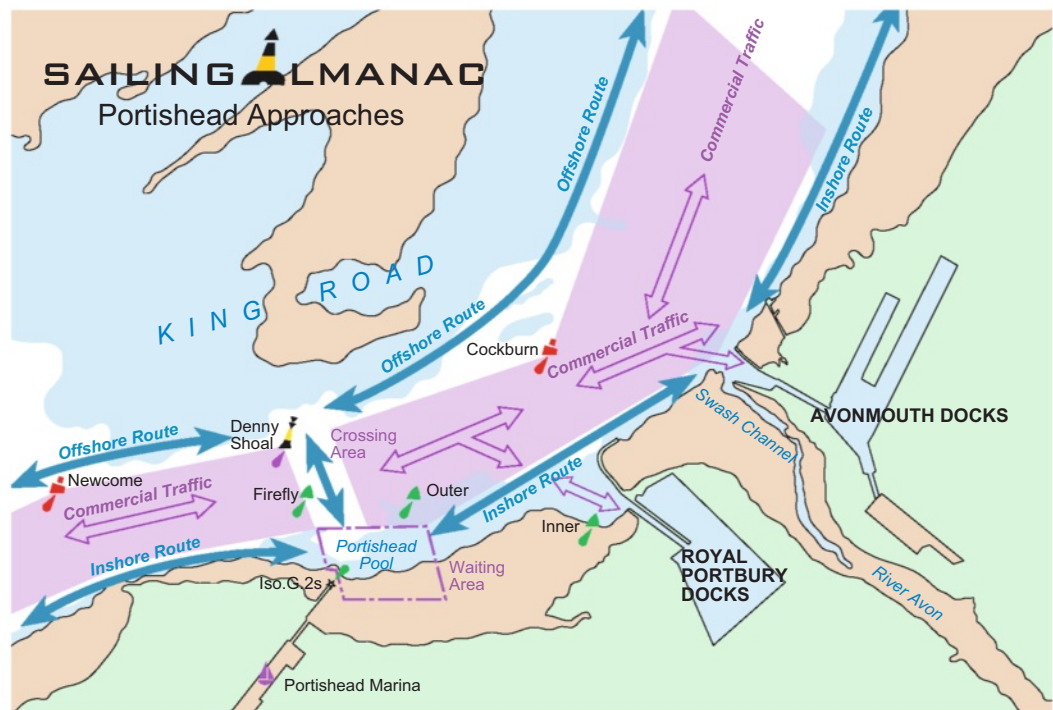 SAILING ALMANAC
Portishead Approaches
Commercial Traffic
Offshore Route
Inshore Route
KING ROAD
Offshore Route
Cockburn
Commercial Traffic
AVONMOUTH DOCKS
Swash Channel
Denny
Shoal
Crossing
Area
Offshore Route
Newcome
Commercial Traffic
Firefly
Outer
Inshore Route
Inner
Inshore Route
Portishead
Pool
Waiting
Area
Iso.G.2s
ROYAL
PORTBURY
DOCKS
River Avon
Portishead Marina